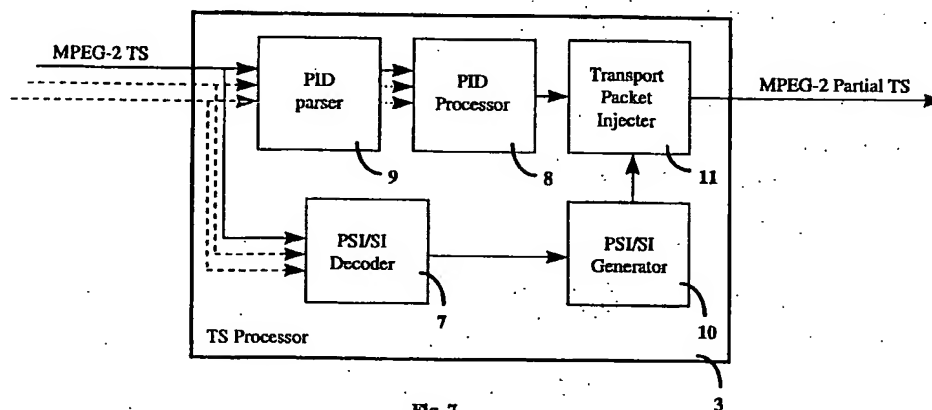 MPEG-2 TS
PID
parser
9
PID
Processor
8
Transport
Packet
Injecter
11
MPEG-2 Partial TS
PSI/SI
Decoder
7
PSI/SI
Generator
10
TS Processor
3